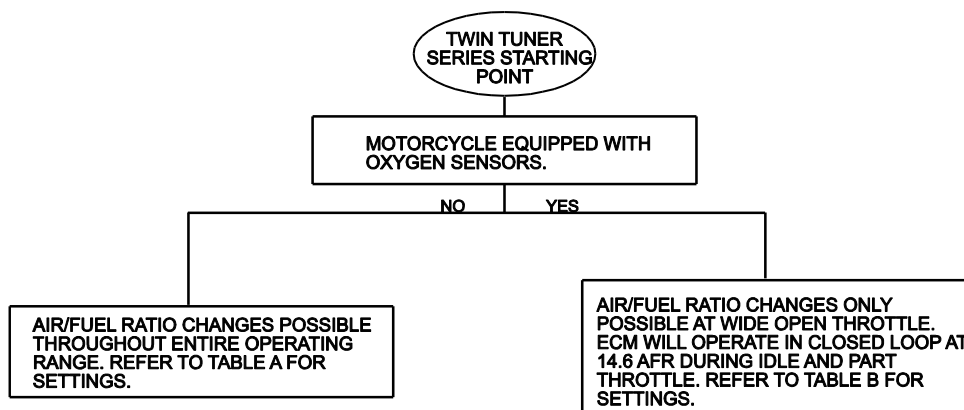 TWIN TUNER
SERIES STARTING
POINT
MOTORCYCLE EQUIPPED WITH
OXYGEN SENSORS.
NO
YES
AIR/FUEL RATIO CHANGES POSSIBLE
THROUGHOUT ENTIRE OPERATING
RANGE. REFER TO TABLE A FOR
SETTINGS.
AIR/FUEL RATIO CHANGES ONLY
POSSIBLE AT WIDE OPEN THROTTLE.
ECM WILL OPERATE IN CLOSED LOOP AT
14.6 AFR DURING IDLE AND PART
THROTTLE. REFER TO TABLE B FOR
SETTINGS.